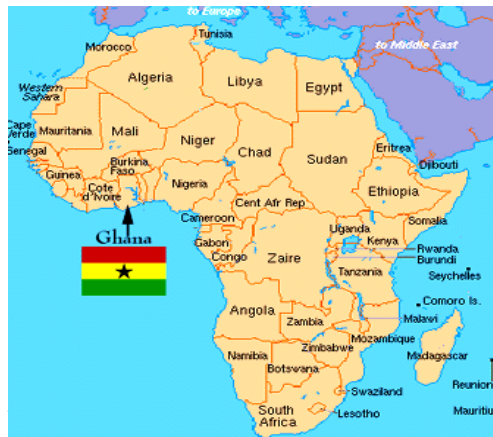 to Europe
Tunisia
Morocco
to Middle East
Algeria
Libya
Egypt
Western
Sahara
Cape
Verde
Mauritania
Mali
Niger
Chad
Sudan
Eritrea
Senegal
Djibouti
Guinea
Burkina
Faso
Nigeria
Cote
d'Ivoire
Ethiopia
Cent Afr Rep
Cameroon
Somalia
Ghana
Uganda
Kenya
Gabon
Congo
Zaire
Rwanda
Burundi
Tanzania
Seychelles
Comoro Is.
Angola
Malawi
Zambia
Mozambique
Zimbabwe
Madagascar
Namibia
Botswana
Reunion
Swaziland
South
Africa
Lesotho
Mauritiu